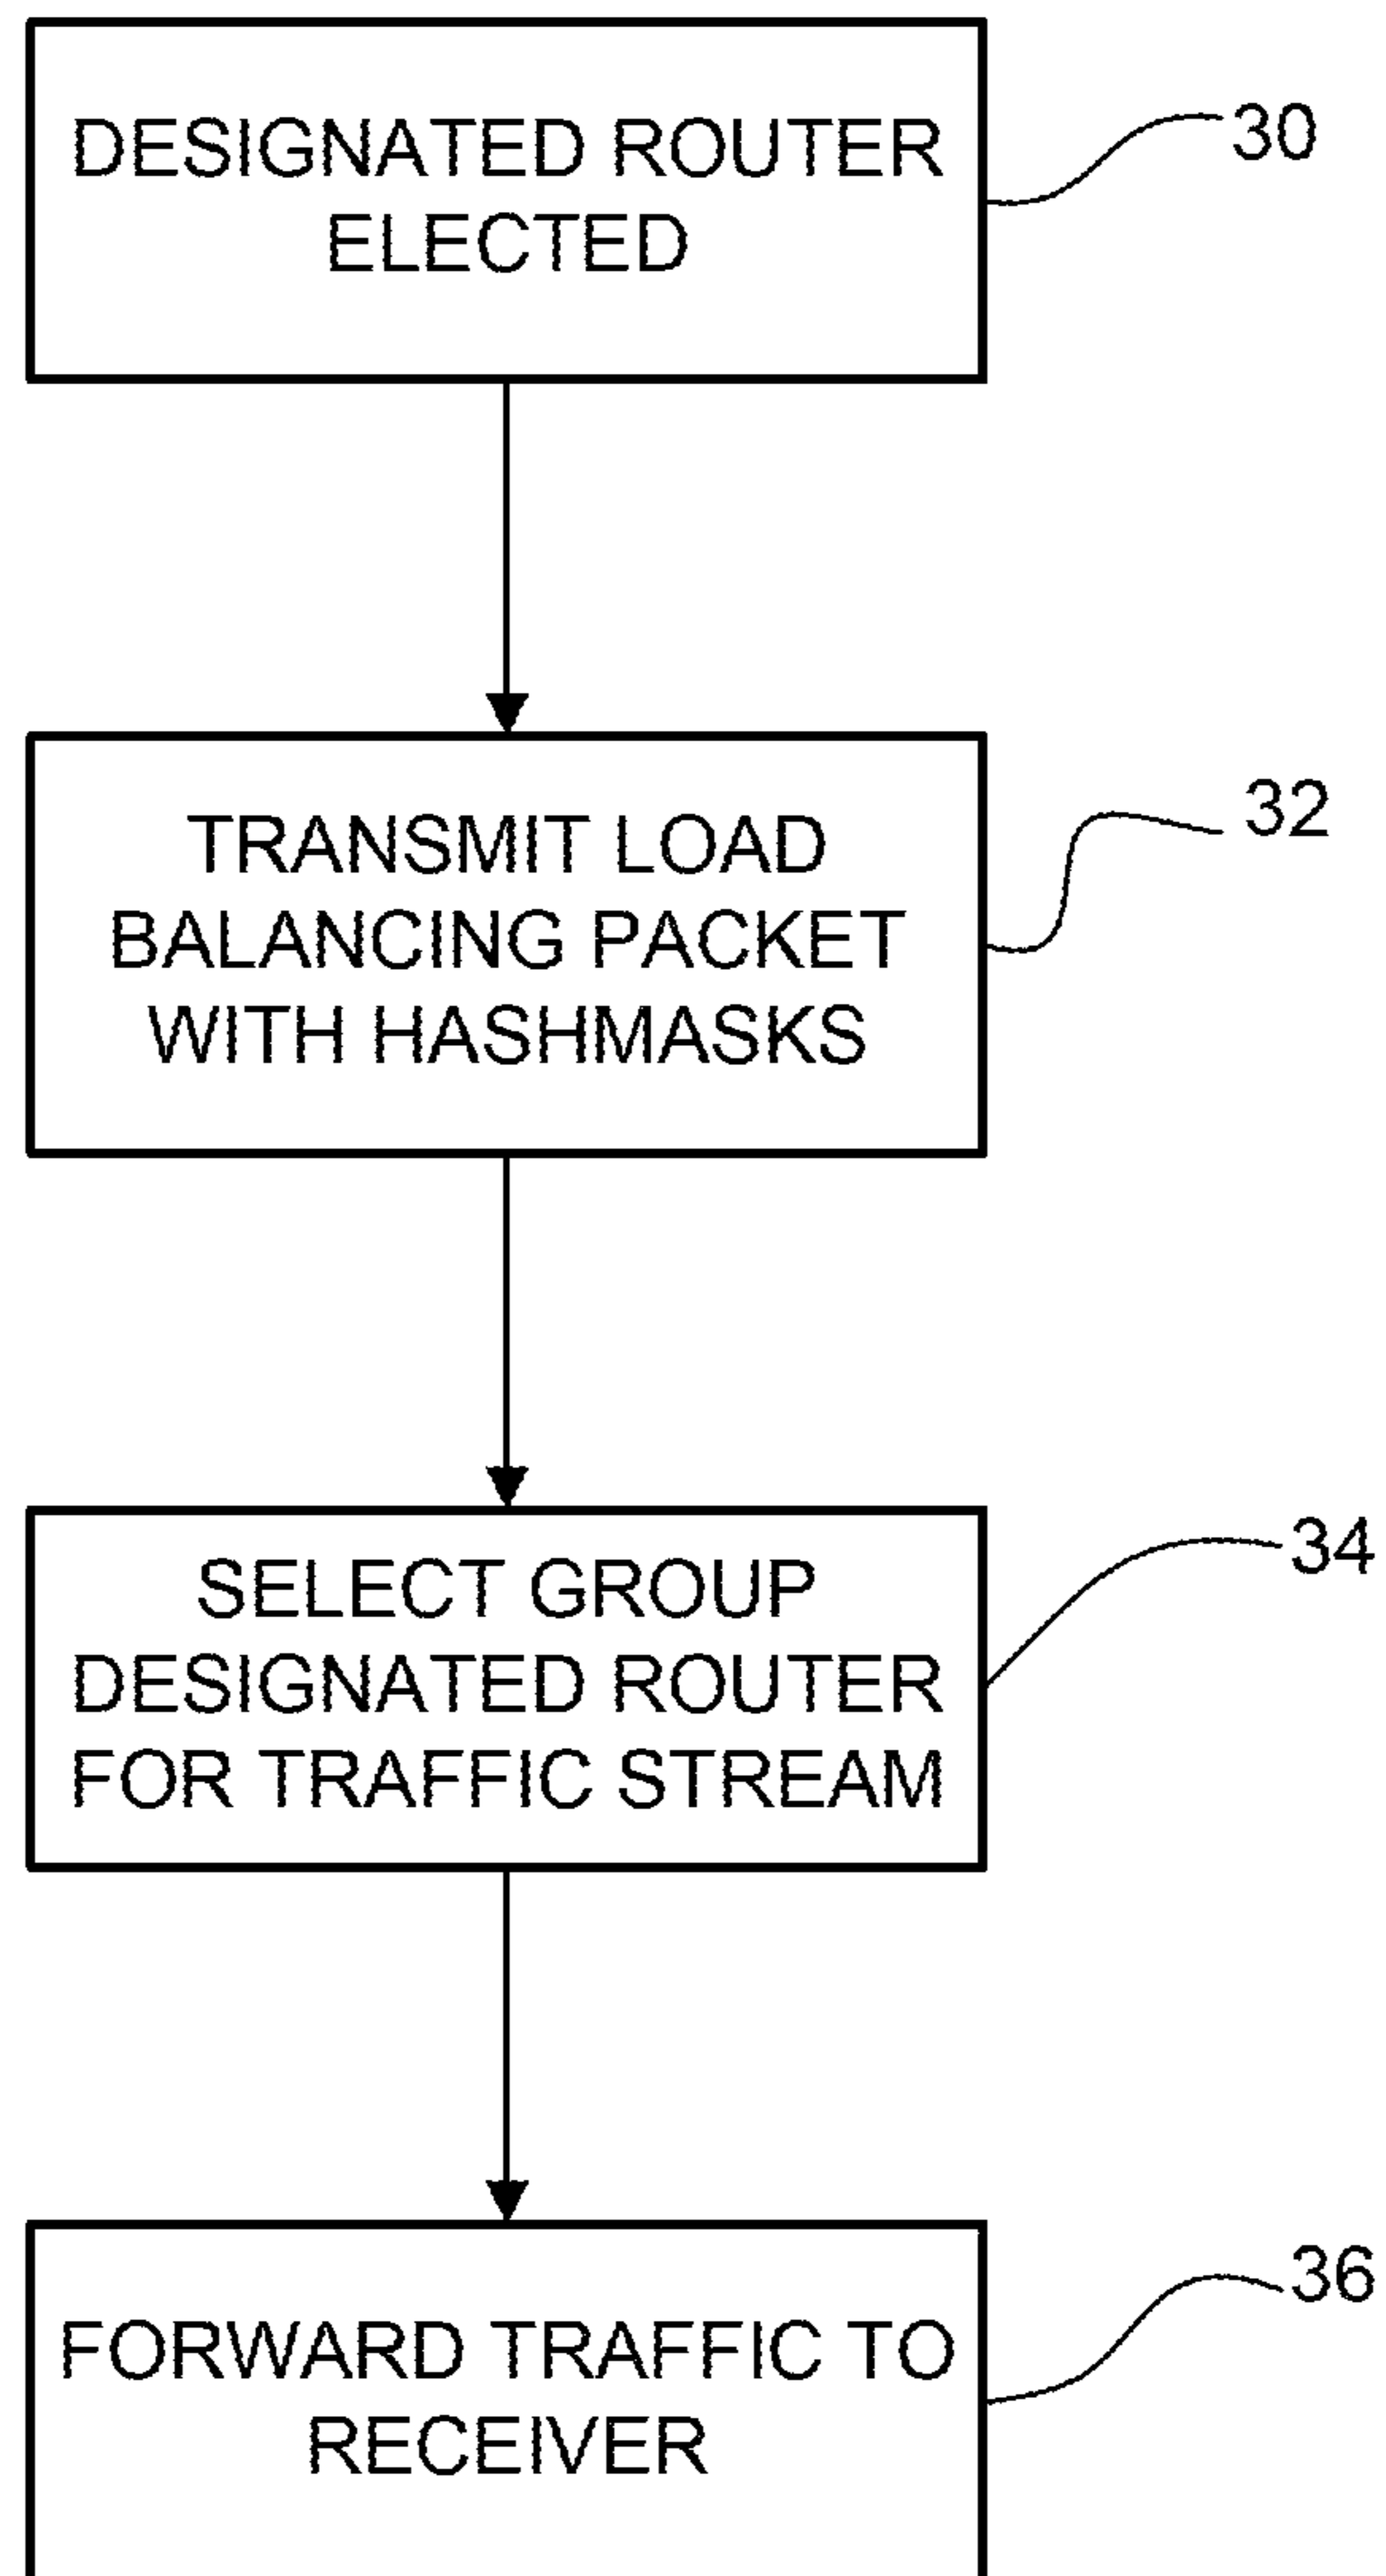 DESIGNATED ROUTER
ELECTED
30
TRANSMIT LOAD
BALANCING PACKET
WITH HASHMASKS
32
SELECT GROUP
DESIGNATED ROUTER
FOR TRAFFIC STREAM
34
FORWARD TRAFFIC TO
RECEIVER
36